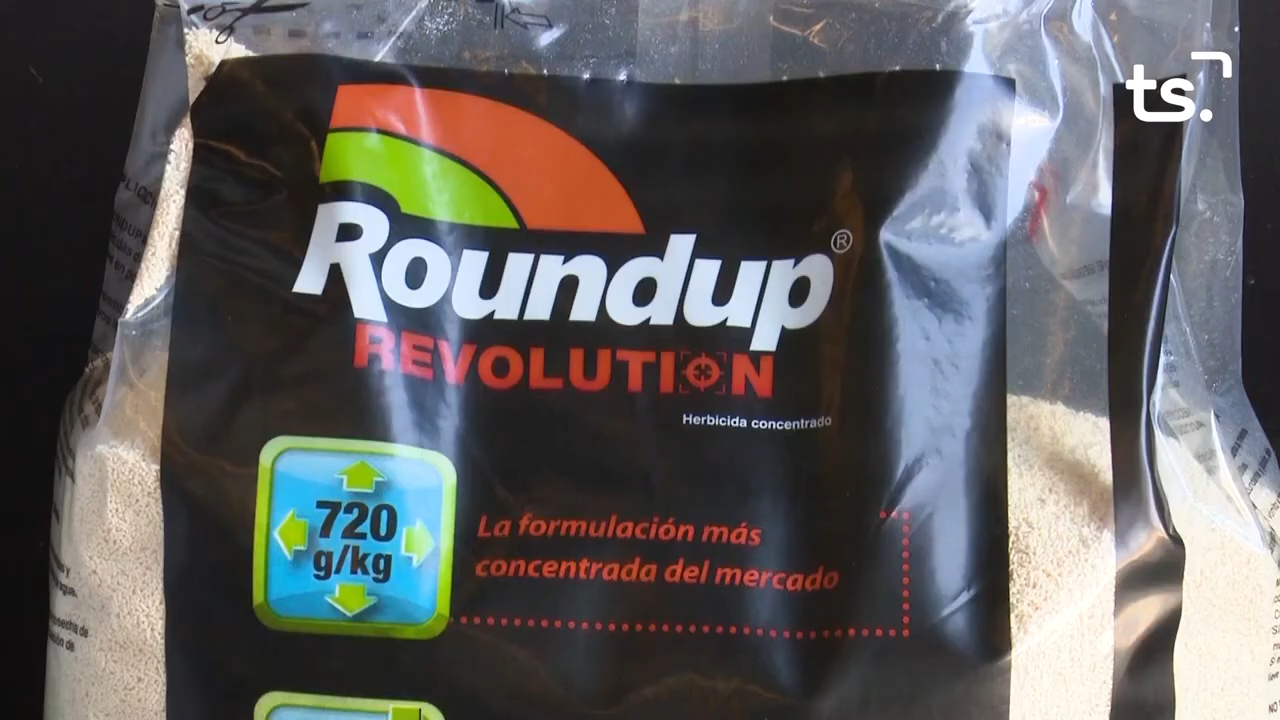 ts.
Roundup®
REVOLUTION
Herbicida concentrado
720
g/kg
La formulación más
concentrada del mercado